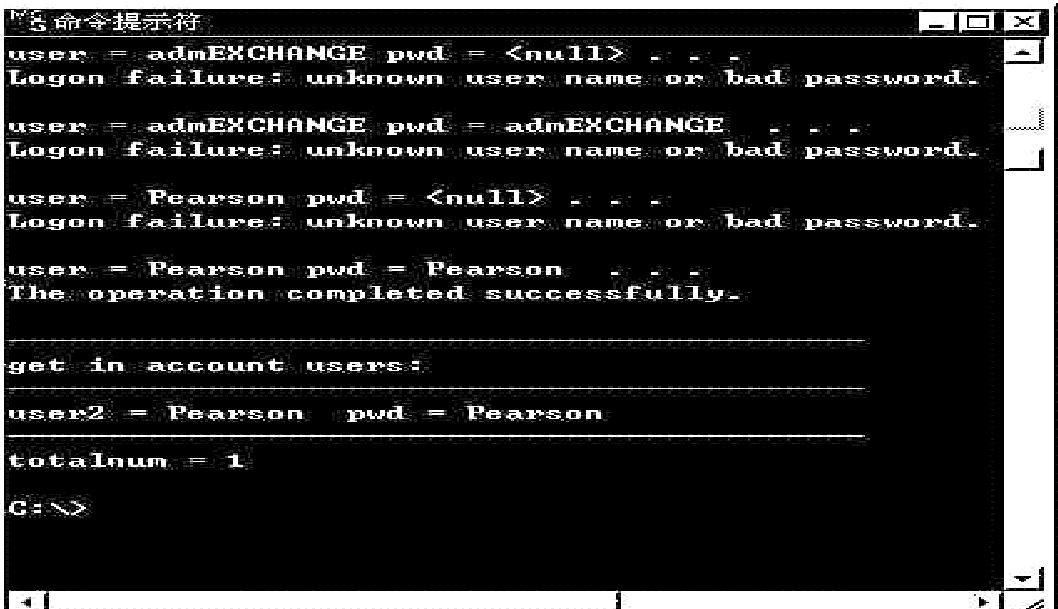 命令提示符
user = admEXCHANGE pwd = <null> . . .
Logon failure: unknown user name or bad password.
user = admEXCHANGE pwd = admEXCHANGE . . .
Logon failure: unknown user name or bad password.
user = Pearson pwd = <null> . . .
Logon failure: unknown user name or bad password.
user = Pearson pwd = Pearson . . .
The operation completed successfully.
get in account users:
user2 = Pearson pwd = Pearson
totalnum = 1
C:\>